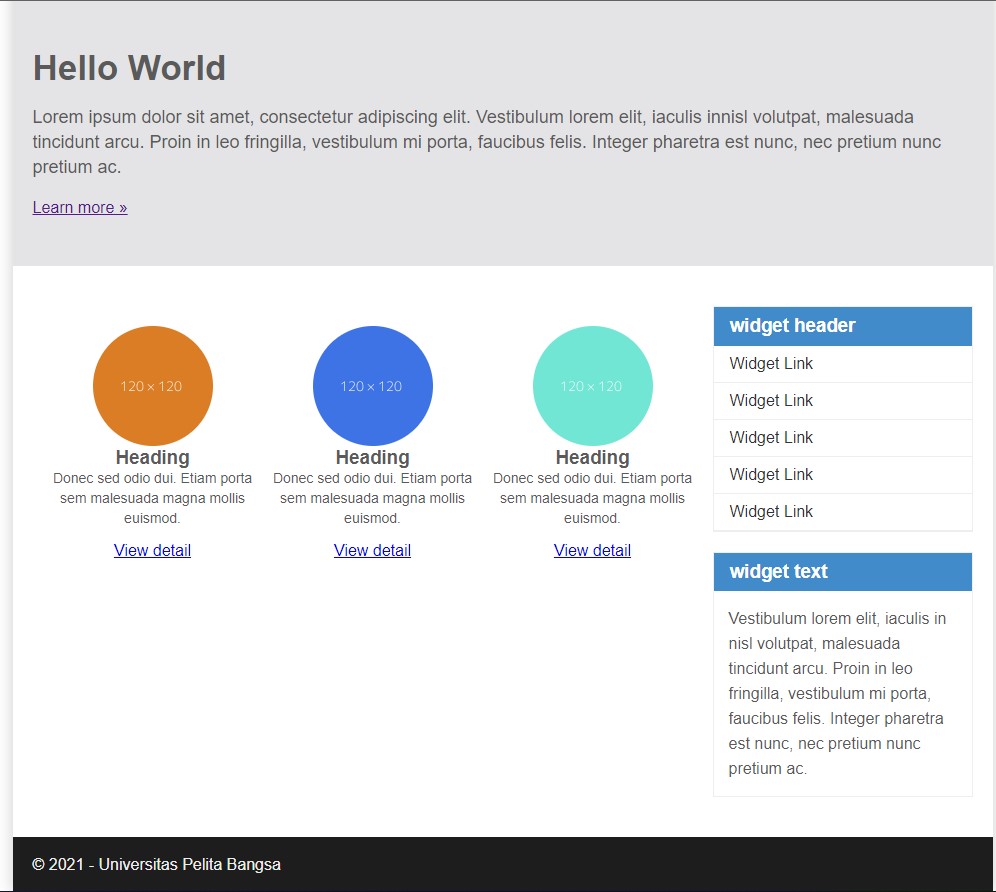 Hello World
Lorem ipsum dolor sit amet, consectetur adipiscing elit. Vestibulum lorem elit, iaculis innisl volutpat, malesuada
tincidunt arcu. Proin in leo fringilla, vestibulum mi porta, faucibus felis. Integer pharetra est nunc, nec pretium nunc
pretium ac.
Learn more »
120 × 120
Heading
Donec sed odio dui. Etiam porta
sem malesuada magna mollis
euismod.
View detail
120 × 120
Heading
Donec sed odio dui. Etiam porta
sem malesuada magna mollis
euismod.
View detail
120 × 120
Heading
Donec sed odio dui. Etiam porta
sem malesuada magna mollis
euismod.
View detail
widget header
Widget Link
Widget Link
Widget Link
Widget Link
Widget Link
widget text
Vestibulum lorem elit, iaculis in
nisl volutpat, malesuada
tincidunt arcu. Proin in leo
fringilla, vestibulum mi porta,
faucibus felis. Integer pharetra
est nunc, nec pretium nunc
pretium ac.
© 2021 - Universitas Pelita Bangsa